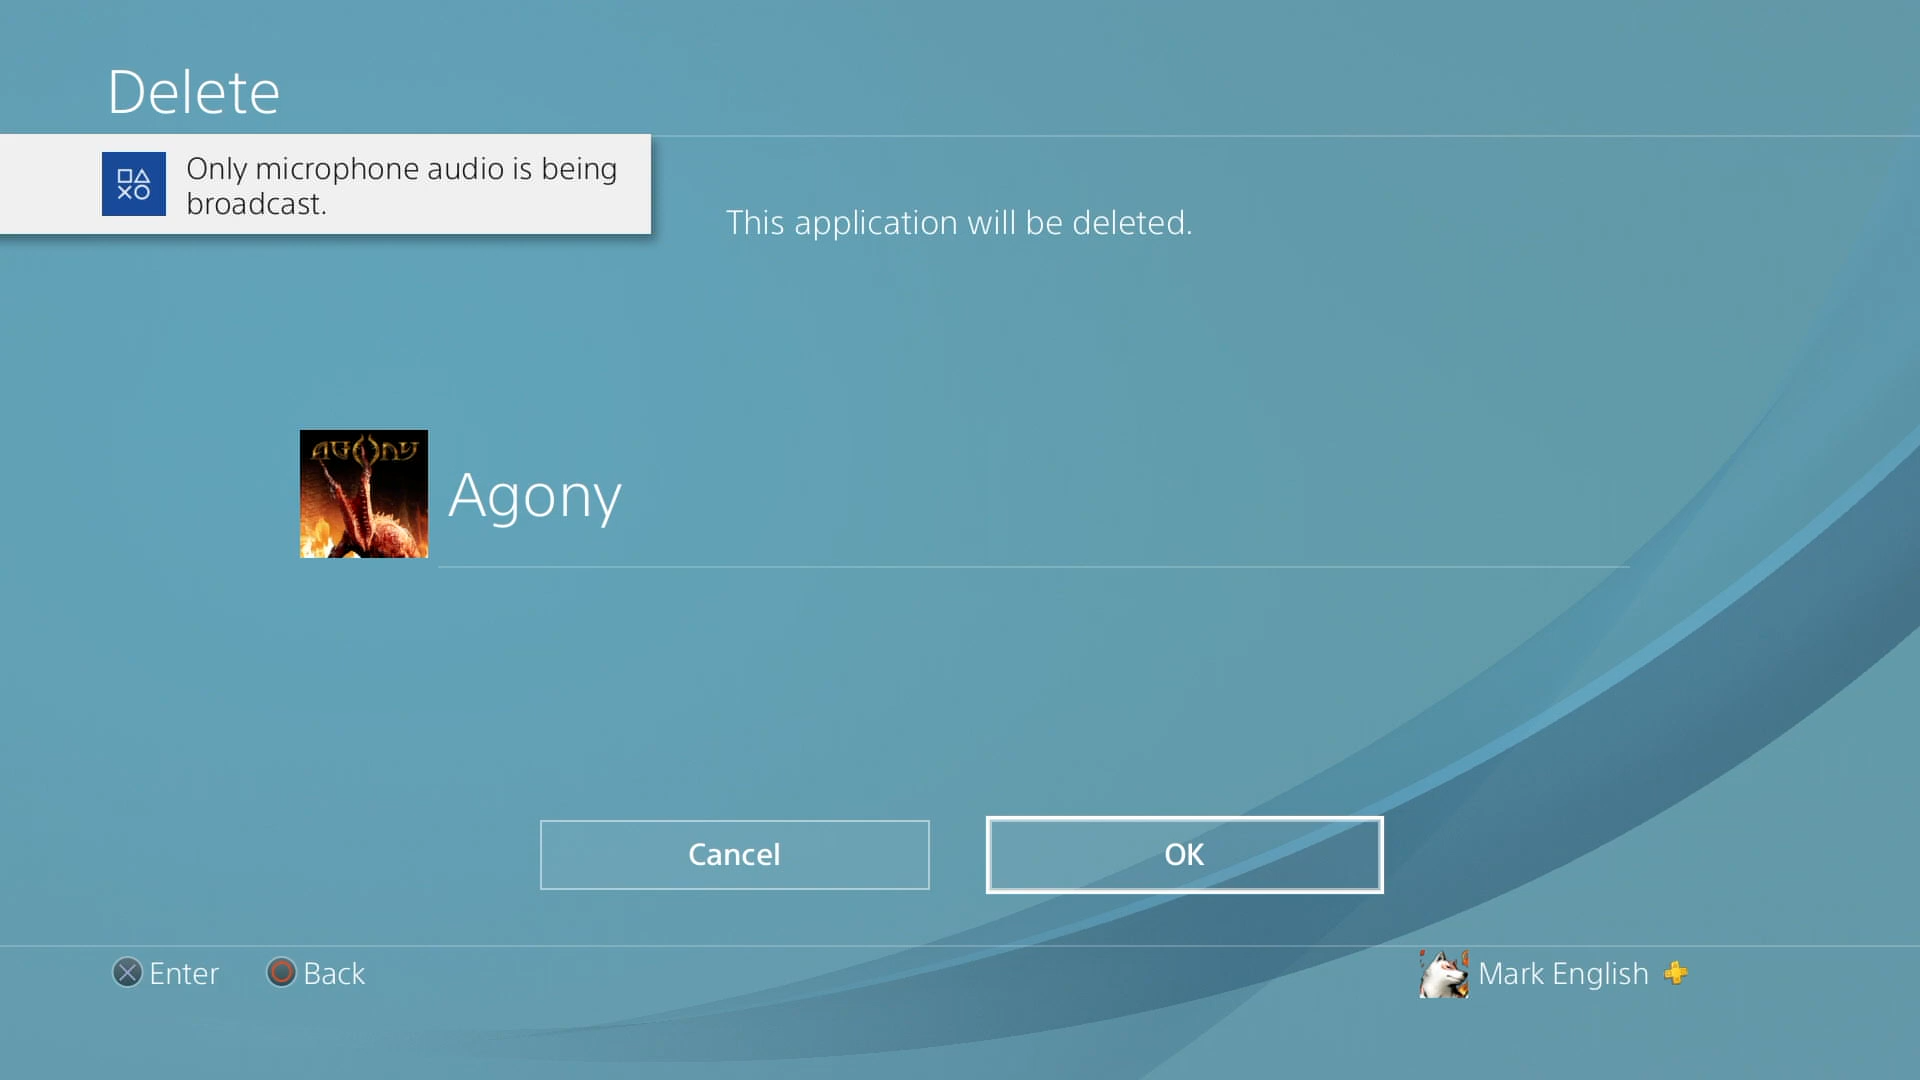 Delete
Only microphone audio is being
broadcast.
This application will be deleted.
AGONY
Agony
Cancel
OK
Enter
Back
Mark English